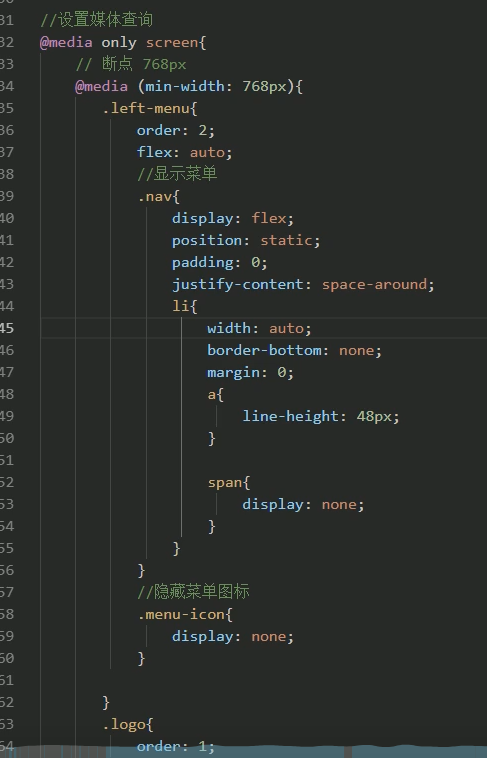 31 //设置媒体查询
32 @media only screen{
33 // 断点 768px
34 @media (min-width: 768px){
35 .left-menu{
36 order: 2;
37 flex: auto;
38 //显示菜单
39 .nav{
40 display: flex;
41 position: static;
42 padding: 0;
43 justify-content: space-around;
44 li{
45 width: auto;
46 border-bottom: none;
47 margin: 0;
48 a{
49 line-height: 48px;
50 }
51
52 span{
53 display: none;
54 }
55 }
56 }
57 //隐藏菜单图标
58 .menu-icon{
59 display: none;
60 }
61
62 }
63 .logo{
64 order: 1;